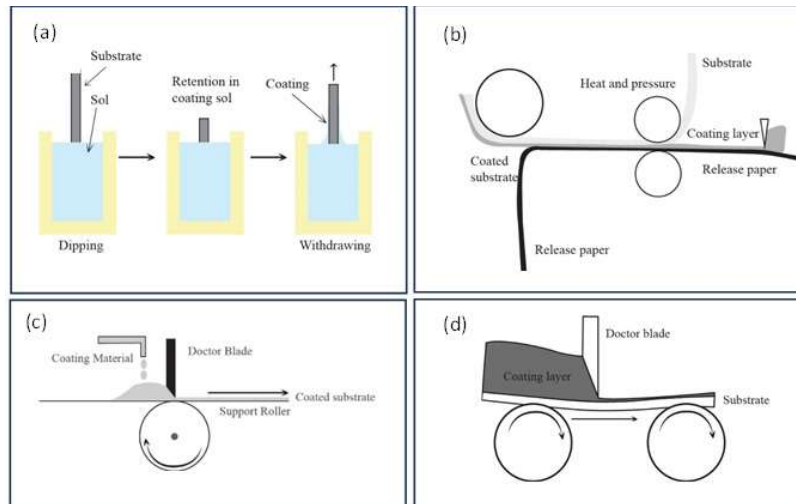 (a)
Substrate
Sol
Retention in
coating sol
Coating
Dipping
Withdrawing
(b)
Substrate
Heat and pressure
Coating layer
Coated
substrate
Release paper
Release paper
(c)
Coating Material
Doctor Blade
Coated substrate
Support Roller
(d)
Doctor blade
Coating layer
Substrate